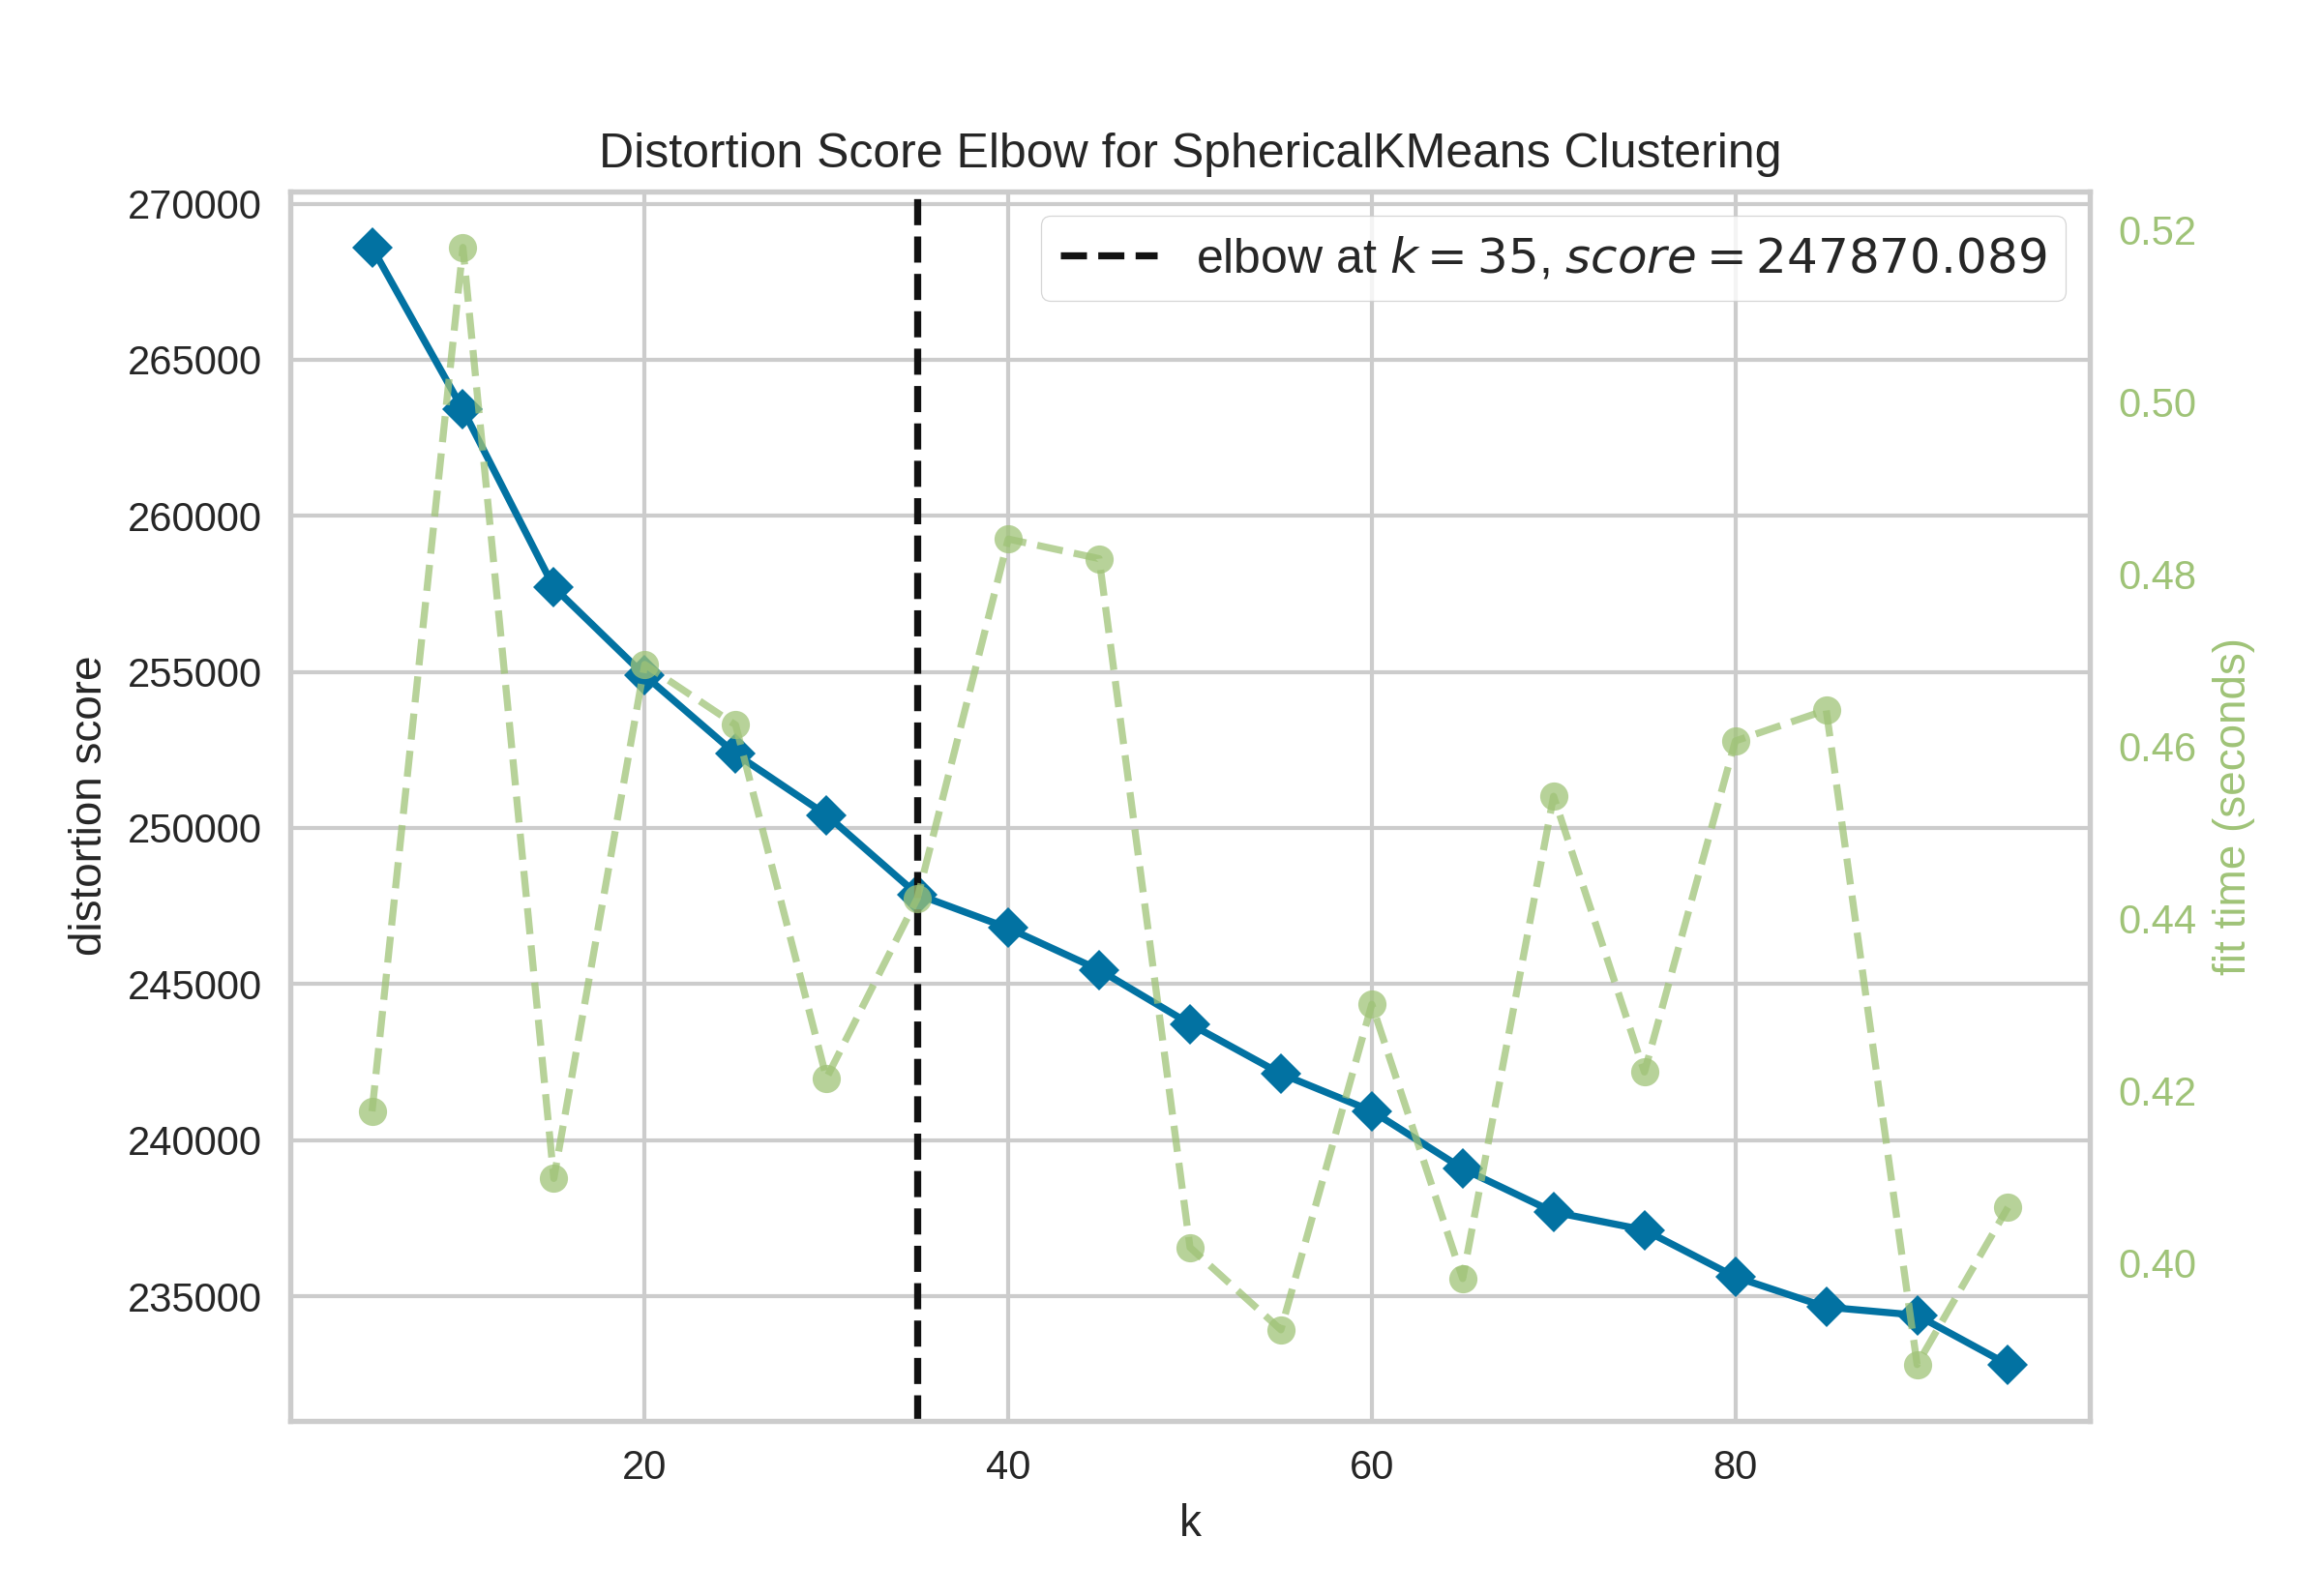 Distortion Score Elbow for SphericalKMeans Clustering
elbow at k = 35, score = 247870.089
270000
265000
260000
255000
250000
245000
240000
235000
distortion score
0.52
0.50
0.48
0.46
0.44
0.42
0.40
fit time (seconds)
20 40 60 80
k